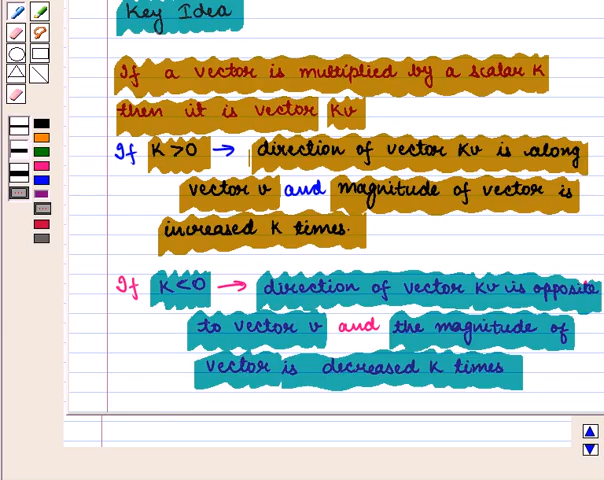 Key Idea
If a vector is multiplied by a scalar K
then it is vector Kv
If K>0 → direction of vector Kv is along
vector v and magnitude of vector is
increased K times.
If K<0 → direction of vector Kv is opposite
to vector v and the magnitude of
vector is decreased K times